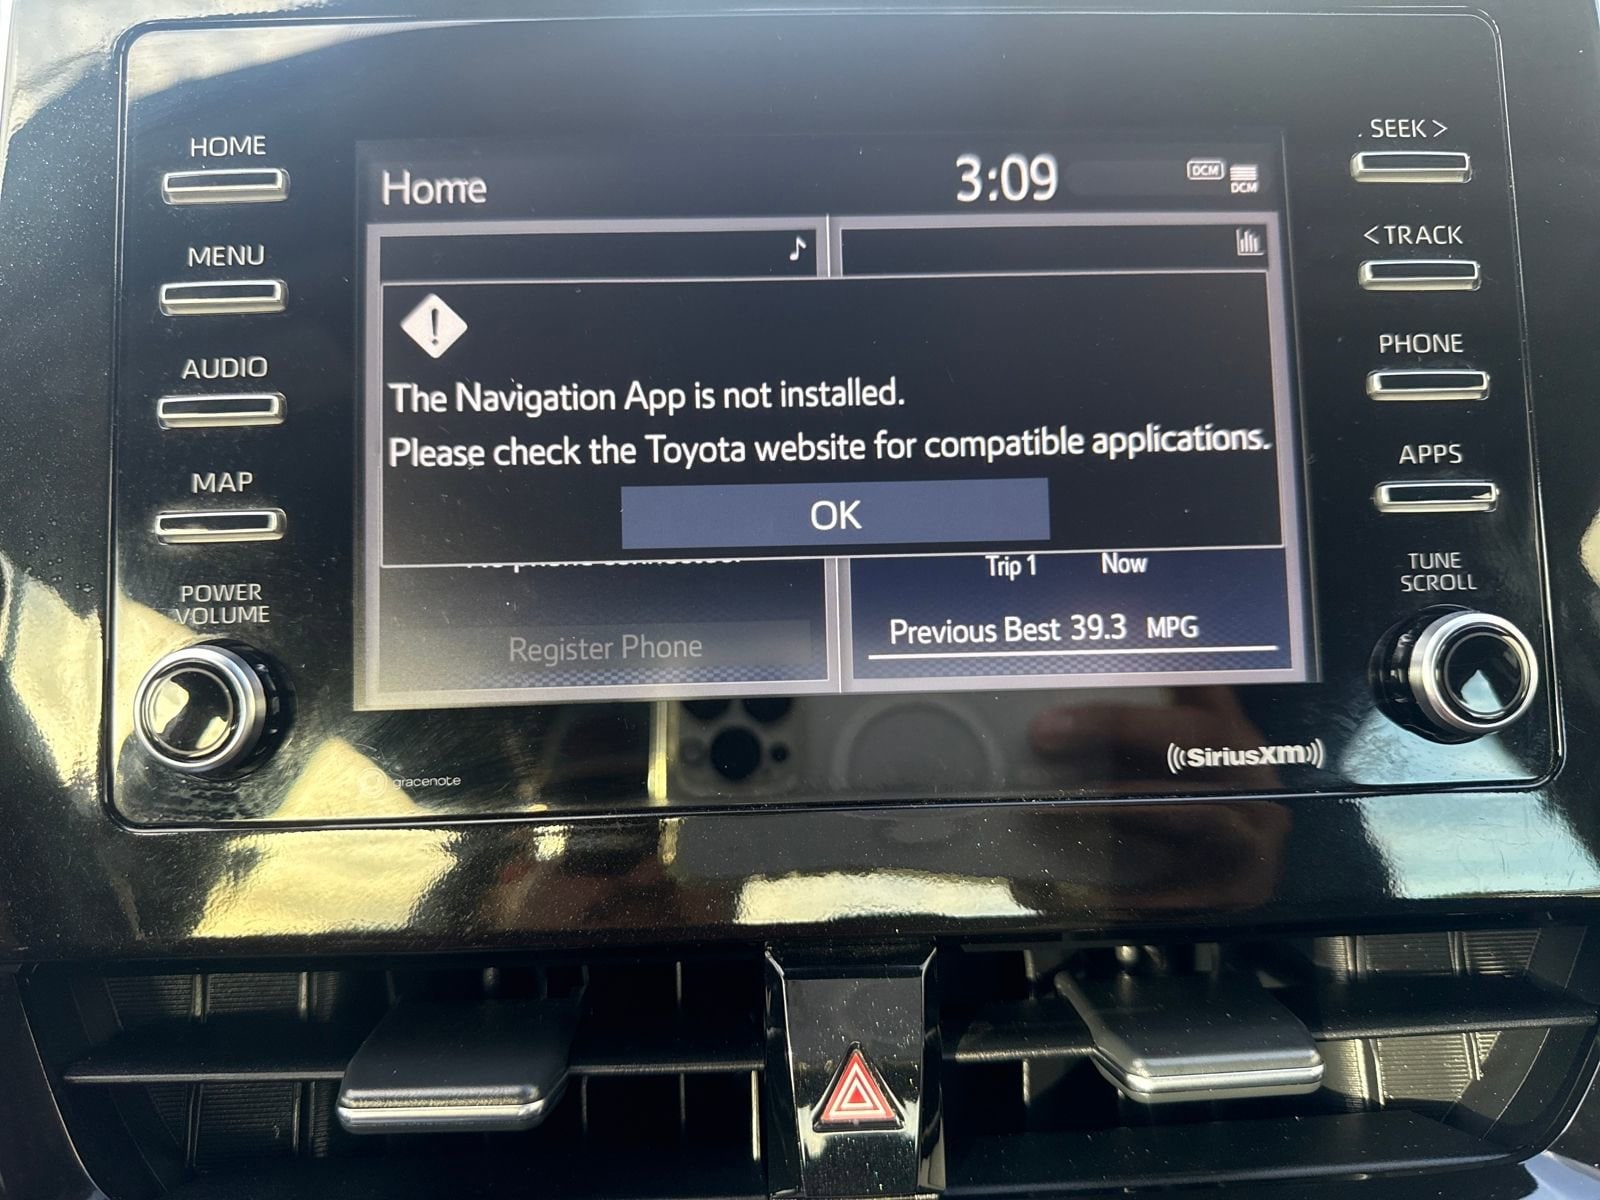 HOME
MENU
AUDIO
MAP
POWER
VOLUME
Home
3:09
DCM
DCM
The Navigation App is not installed.
Please check the Toyota website for compatible applications.
OK
Register Phone
Trip 1 Now
Previous Best 39.3 MPG
SEEK >
< TRACK
PHONE
APPS
TUNE
SCROLL
gracenote
((SiriusXM))